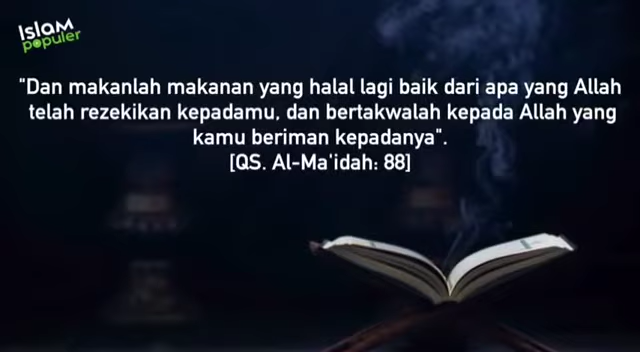 Islam
populer
"Dan makanlah makanan yang halal lagi baik dari apa yang Allah
telah rezekikan kepadamu, dan bertakwalah kepada Allah yang
kamu beriman kepadanya".
[QS. Al-Ma'idah: 88]